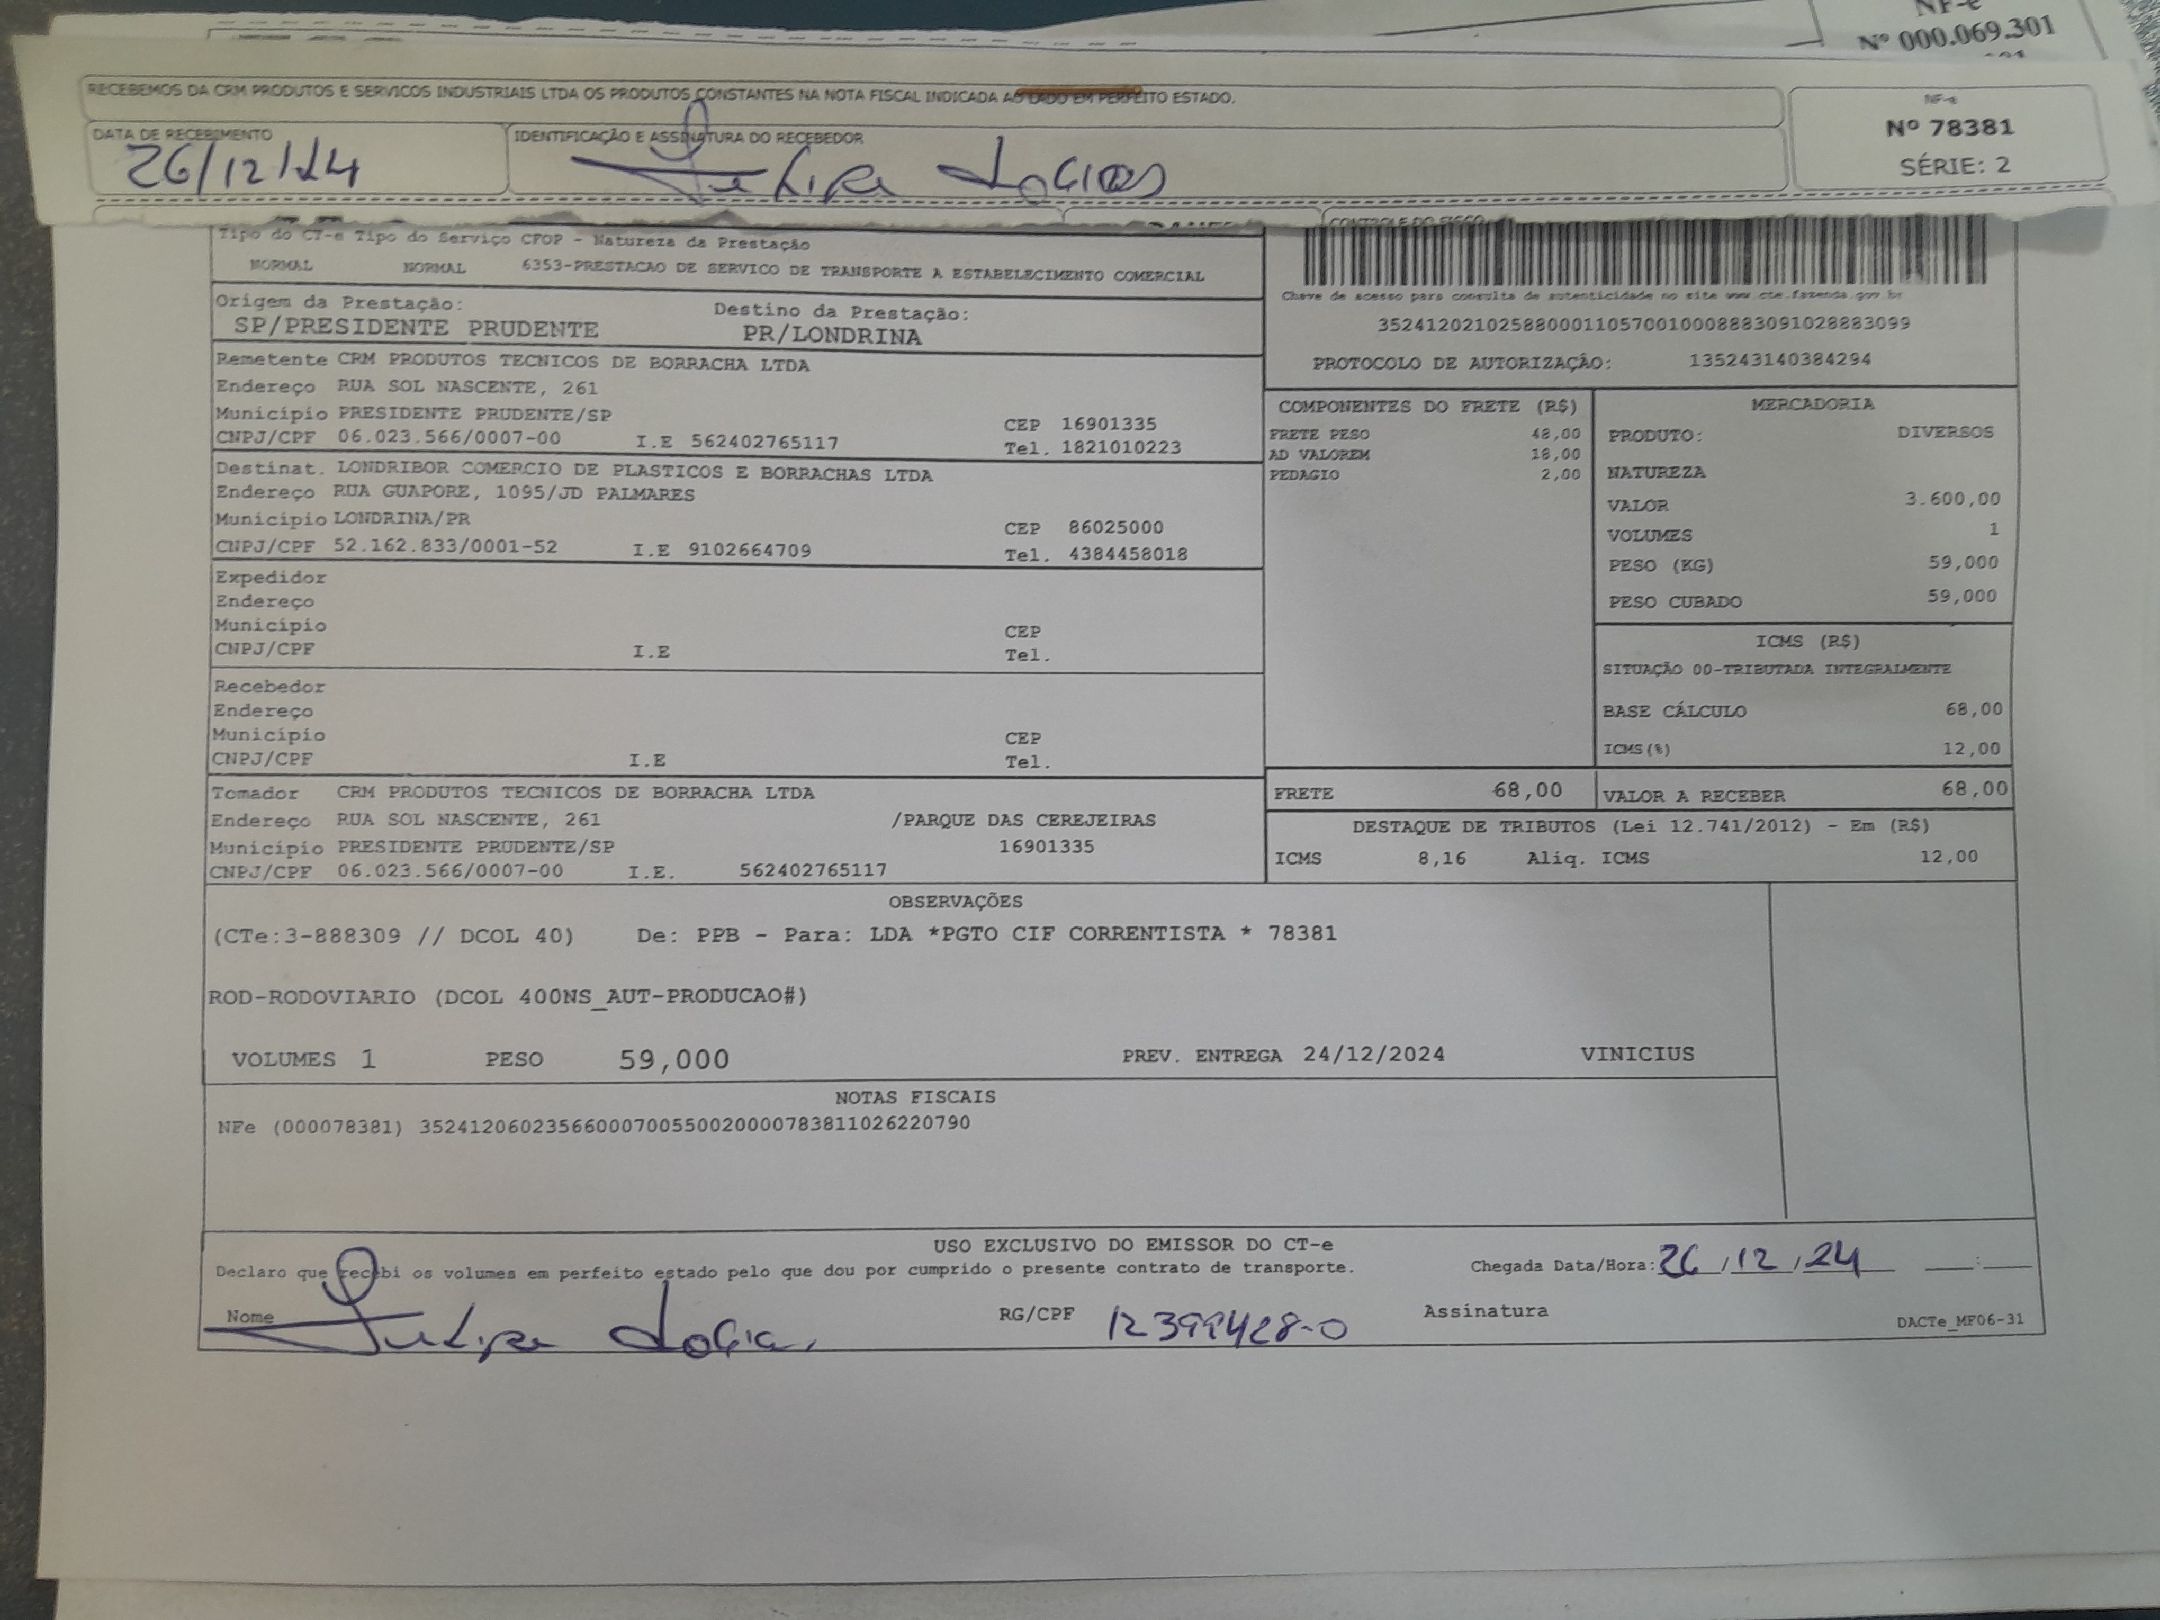 NF-e
Nº 000.069.301
RECEBEMOS DA CRM PRODUTOS E SERVICOS INDUSTRIAIS LTDA OS PRODUTOS CONSTANTES NA NOTA FISCAL INDICADA AO LADO EM PERFEITO ESTADO.
DATA DE RECEBIMENTO
26/12/24
IDENTIFICAÇÃO E ASSINATURA DO RECEBEDOR
NF-e
Nº 78381
SÉRIE: 2
CONTROLE DO FISCO
Tipo do CT-e Tipo do Serviço CFOP - Natureza da Prestação
NORMAL NORMAL 6353-PRESTACAO DE SERVICO DE TRANSPORTE A ESTABELECIMENTO COMERCIAL
Origem da Prestação: Destino da Prestação:
SP/PRESIDENTE PRUDENTE PR/LONDRINA
Chave de acesso para consulta de autenticidade no site www.cte.fazenda.gov.br
35241202102588000110570010008883091028883099
PROTOCOLO DE AUTORIZAÇÃO: 135243140384294
Remetente CRM PRODUTOS TECNICOS DE BORRACHA LTDA
Endereço RUA SOL NASCENTE, 261
Município PRESIDENTE PRUDENTE/SP CEP 16901335
CNPJ/CPF 06.023.566/0007-00 I.E 562402765117 Tel. 1821010223
Destinat. LONDRIBOR COMERCIO DE PLASTICOS E BORRACHAS LTDA
Endereço RUA GUAPORE, 1095/JD PALMARES
Município LONDRINA/PR CEP 86025000
CNPJ/CPF 52.162.833/0001-52 I.E 9102664709 Tel. 4384458018
Expedidor
Endereço
Município CEP
CNPJ/CPF I.E Tel.
Recebedor
Endereço
Município CEP
CNPJ/CPF I.E Tel.
Tomador CRM PRODUTOS TECNICOS DE BORRACHA LTDA
Endereço RUA SOL NASCENTE, 261 /PARQUE DAS CEREJEIRAS
Município PRESIDENTE PRUDENTE/SP 16901335
CNPJ/CPF 06.023.566/0007-00 I.E. 562402765117
COMPONENTES DO FRETE (R$)
FRETE PESO 48,00
AD VALOREM 18,00
PEDAGIO 2,00
MERCADORIA
PRODUTO: DIVERSOS
NATUREZA
VALOR 3.600,00
VOLUMES 1
PESO (KG) 59,000
PESO CUBADO 59,000
ICMS (R$)
SITUAÇÃO 00-TRIBUTADA INTEGRALMENTE
BASE CÁLCULO 68,00
ICMS(%) 12,00
FRETE 68,00 VALOR A RECEBER 68,00
DESTAQUE DE TRIBUTOS (Lei 12.741/2012) - Em (R$)
ICMS 8,16 Aliq. ICMS 12,00
OBSERVAÇÕES
(CTe:3-888309 // DCOL 40) De: PPB - Para: LDA *PGTO CIF CORRENTISTA * 78381
ROD-RODOVIARIO (DCOL 400NS_AUT-PRODUCAO#)
VOLUMES 1 PESO 59,000 PREV. ENTREGA 24/12/2024 VINICIUS
NOTAS FISCAIS
NFe (000078381) 35241206023566000700550020000783811026220790
USO EXCLUSIVO DO EMISSOR DO CT-e
Declaro que recebi os volumes em perfeito estado pelo que dou por cumprido o presente contrato de transporte. Chegada Data/Hora: 26/12/24 __:__
Nome RG/CPF Assinatura
DACTe_MF06-31